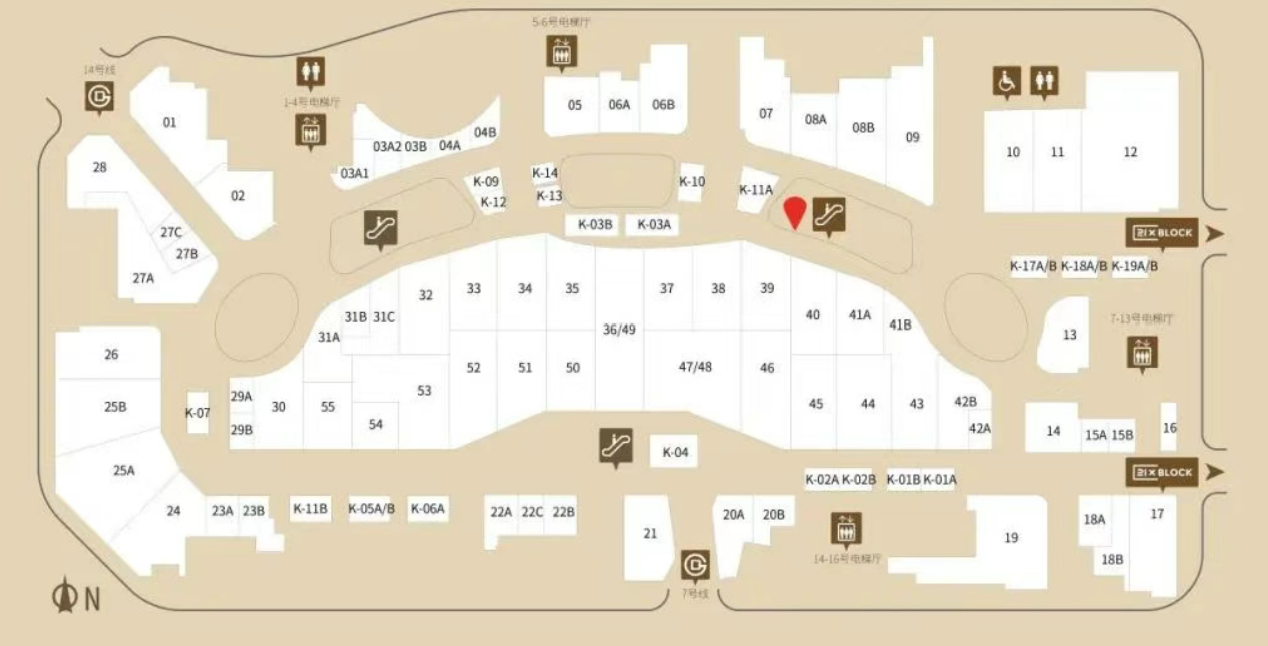 5-6号电梯厅
14号线
1-4号电梯厅
01
28
02
27C
27B
27A
03A1
03A2
03B
04A
04B
05
06A
06B
07
08A
08B
09
10
11
12
K-09
K-12
K-14
K-13
K-10
K-11A
K-03B
K-03A
21×BLOCK
K-17A/B
K-18A/B
K-19A/B
7-13号电梯厅
13
26
25B
25A
24
K-07
29A
29B
30
31A
31B
31C
32
33
34
35
36/49
37
38
39
40
41A
41B
55
54
53
52
51
50
47/48
46
45
44
43
42B
42A
14
15A
15B
16
K-04
21×BLOCK
K-02A
K-02B
K-01B
K-01A
23A
23B
K-11B
K-05A/B
K-06A
22A
22C
22B
21
20A
20B
14-16号电梯厅
19
18A
18B
17
7号线
N